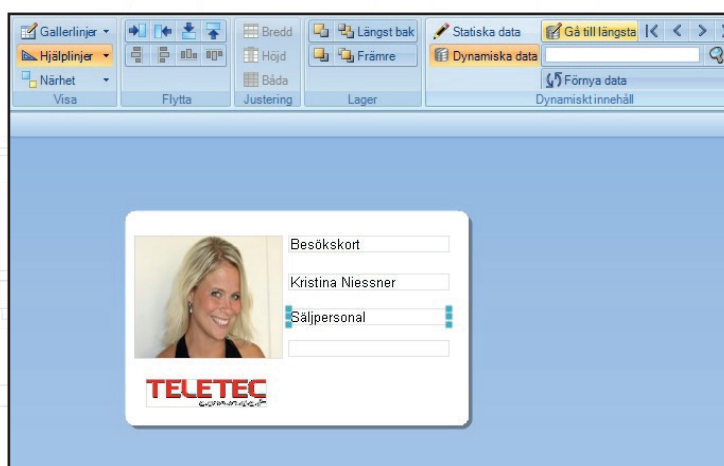 Gallerlinjer
Hjälplinjer
Närhet
Visa
Flytta
Bredd
Höjd
Båda
Justering
Längst bak
Främre
Lager
Statiska data
Dynamiska data
Gå till längsta
Förnya data
Dynamiskt innehåll
Besökskort
Kristina Niessner
Säljpersonal
TELETEC
connect